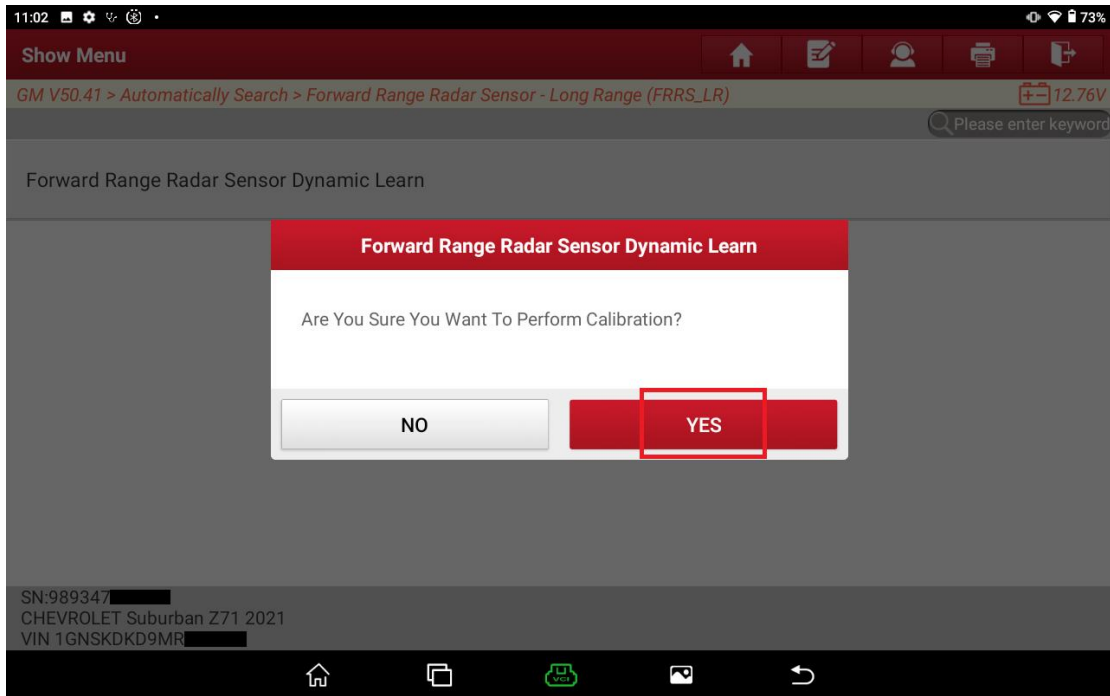 11:02
73%
Show Menu
GM V50.41 > Automatically Search > Forward Range Radar Sensor - Long Range (FRRS_LR)
12.76V
Please enter keyword
Forward Range Radar Sensor Dynamic Learn
Forward Range Radar Sensor Dynamic Learn
Are You Sure You Want To Perform Calibration?
NO
YES
SN:989347
CHEVROLET Suburban Z71 2021
VIN 1GNSKDKD9MR
VCI